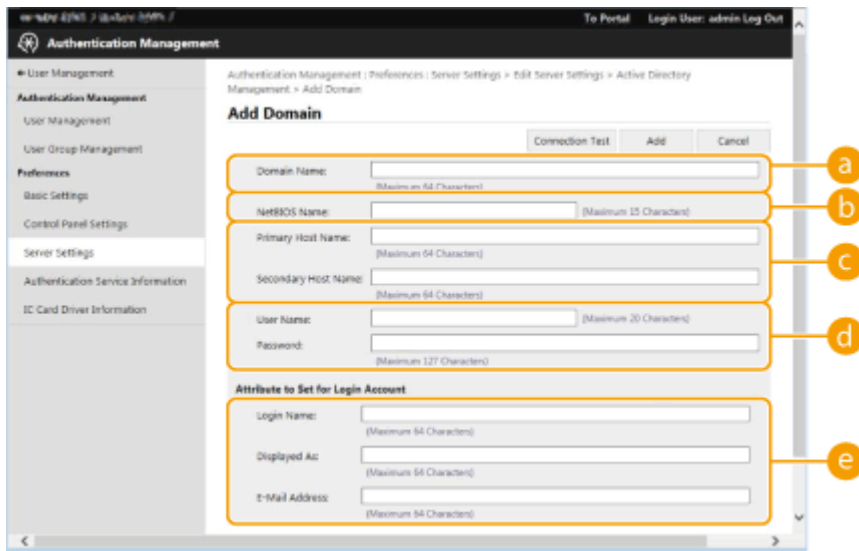 To Portal Login User: admin Log Out
Authentication Management
User Management
Authentication Management
User Management
User Group Management
Preferences
Basic Settings
Control Panel Settings
Server Settings
Authentication Service Information
IC Card Driver Information
Authentication Management : Preferences : Server Settings > Edit Server Settings > Active Directory
Management > Add Domain
Add Domain
Connection Test Add Cancel
Domain Name:
(Maximum 64 Characters)
a
NetBIOS Name: (Maximum 15 Characters)
b
Primary Host Name:
(Maximum 64 Characters)
Secondary Host Name:
(Maximum 64 Characters)
c
User Name: (Maximum 20 Characters)
Password:
(Maximum 127 Characters)
d
Attribute to Set for Login Account
Login Name:
(Maximum 64 Characters)
Displayed As:
(Maximum 64 Characters)
E-Mail Address:
(Maximum 64 Characters)
e